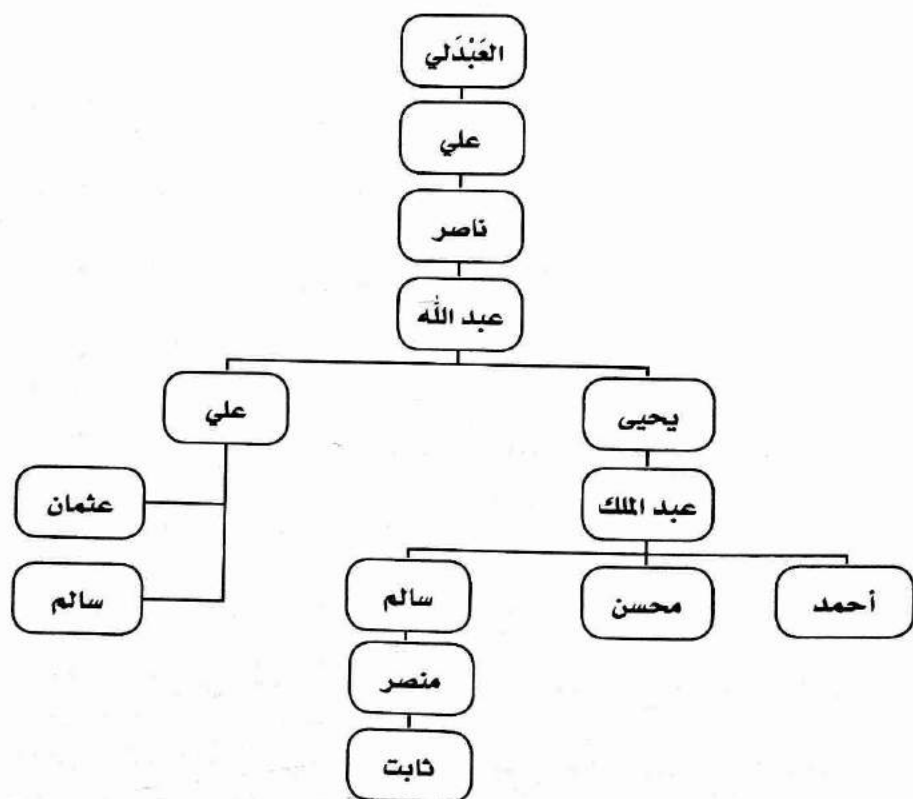 العَبْدَلي
علي
ناصر
عبد الله
يحيى
علي
عبد الملك
عثمان
أحمد
محسن
سالم
سالم
منصر
ثابت